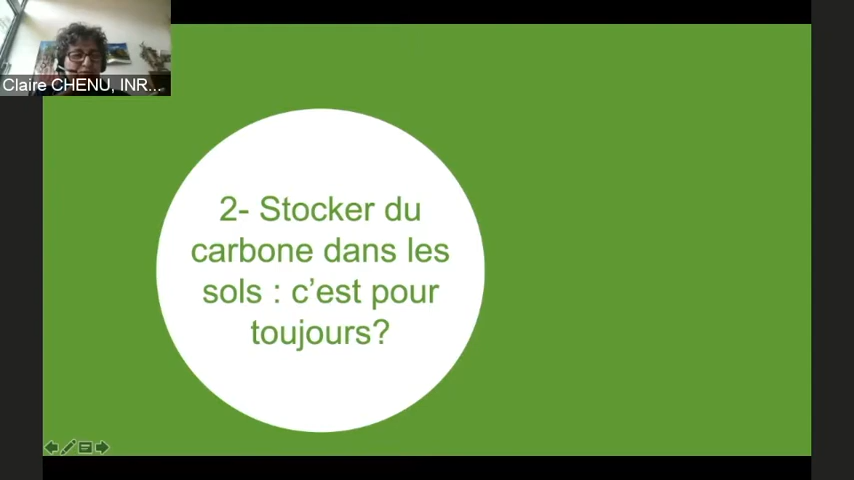 Claire CHENU, INR...
2- Stocker du
carbone dans les
sols : c’est pour
toujours?